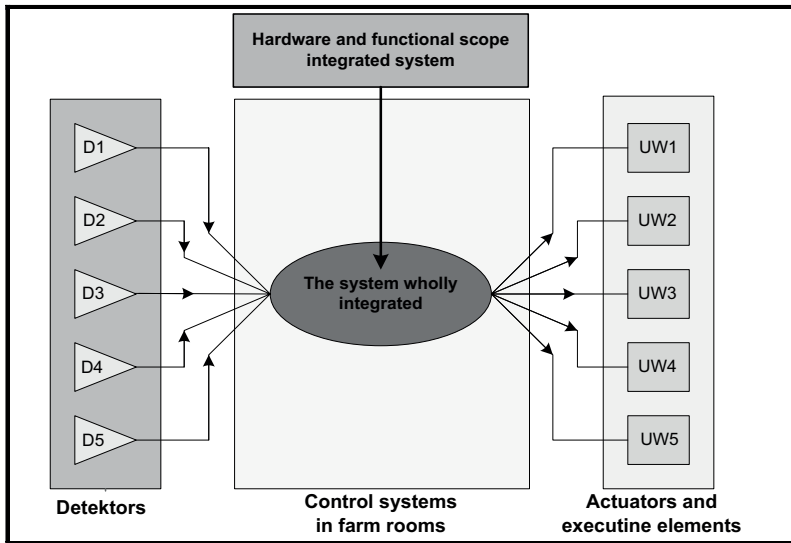 Hardware and functional scope
integrated system
D1
D2
D3
D4
D5
The system wholly
integrated
UW1
UW2
UW3
UW4
UW5
Detektors
Control systems
in farm rooms
Actuators and
executine elements